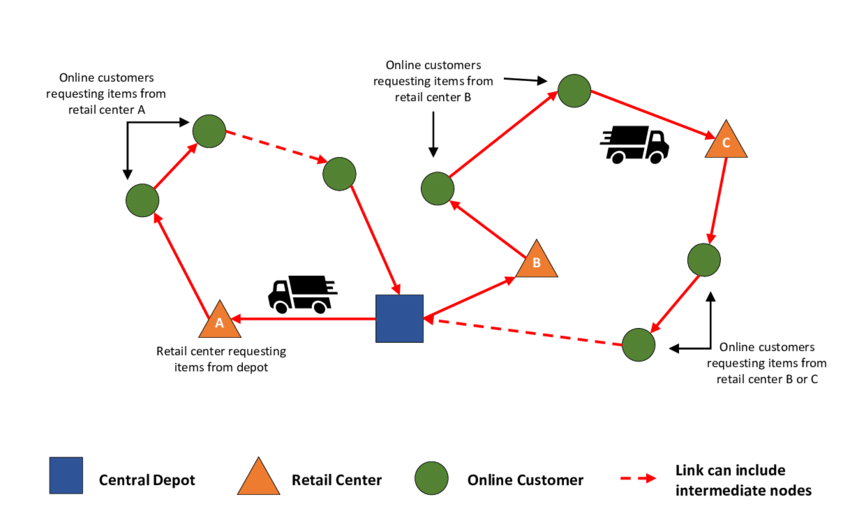 Online customers
requesting items from
retail center A
Online customers
requesting items from
retail center B
C
B
A
Retail center requesting
items from depot
Online customers
requesting items from
retail center B or C
Central Depot
Retail Center
Online Customer
Link can include
intermediate nodes